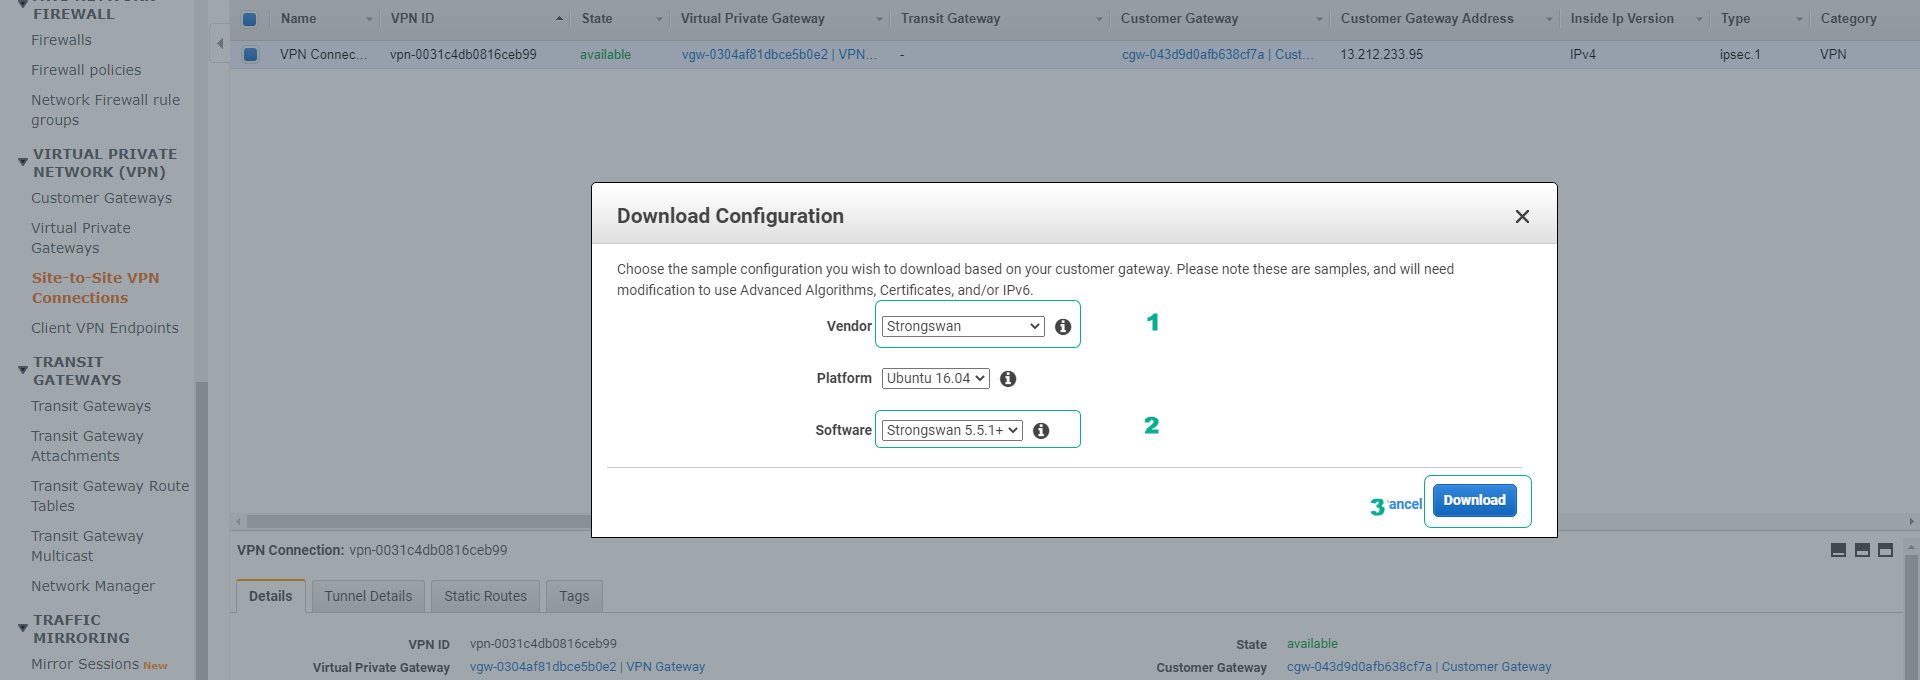 FIREWALL
Firewalls
Firewall policies
Network Firewall rule
groups
VIRTUAL PRIVATE
NETWORK (VPN)
Customer Gateways
Virtual Private
Gateways
Site-to-Site VPN
Connections
Client VPN Endpoints
TRANSIT
GATEWAYS
Transit Gateways
Transit Gateway
Attachments
Transit Gateway Route
Tables
Transit Gateway
Multicast
Network Manager
TRAFFIC
MIRRORING
Mirror Sessions New
Name VPN ID State Virtual Private Gateway Transit Gateway Customer Gateway Customer Gateway Address Inside Ip Version Type Category
VPN Connec... vpn-0031c4db0816ceb99 available vgw-0304af81dbce5b0e2 | VPN... - cgw-043d9d0afb638cf7a | Cust... 13.212.233.95 IPv4 ipsec.1 VPN
Download Configuration
Choose the sample configuration you wish to download based on your customer gateway. Please note these are samples, and will need
modification to use Advanced Algorithms, Certificates, and/or IPv6.
Vendor Strongswan 1
Platform Ubuntu 16.04
Software Strongswan 5.5.1+ 2
3 ancel Download
VPN Connection: vpn-0031c4db0816ceb99
Details Tunnel Details Static Routes Tags
VPN ID vpn-0031c4db0816ceb99 State available
Virtual Private Gateway vgw-0304af81dbce5b0e2 | VPN Gateway Customer Gateway cgw-043d9d0afb638cf7a | Customer Gateway